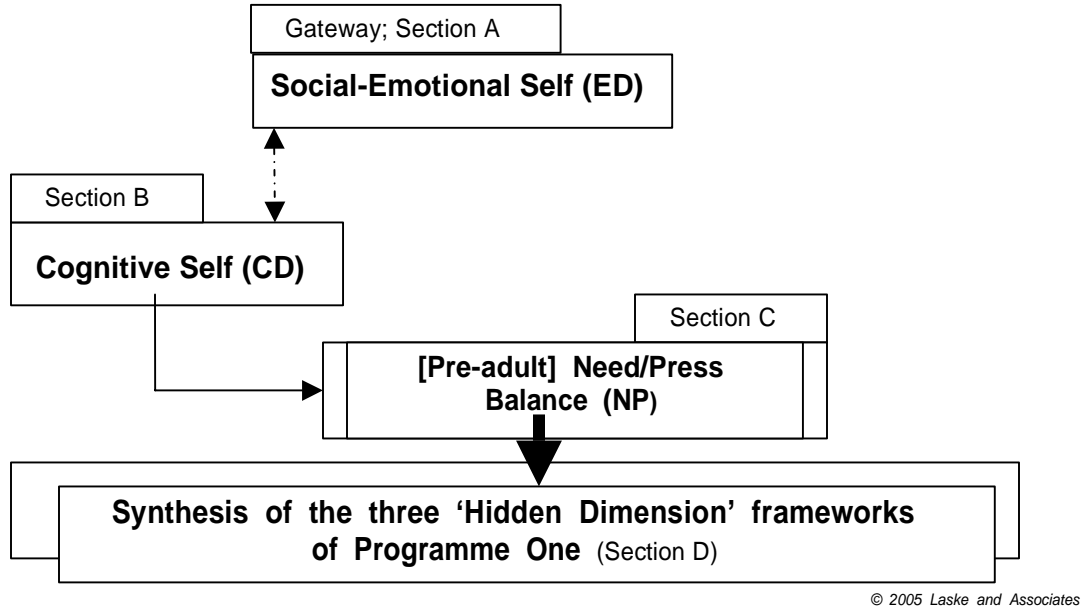 Gateway; Section A
Social-Emotional Self (ED)
Section B
Cognitive Self (CD)
Section C
[Pre-adult] Need/Press
Balance (NP)
Synthesis of the three ‘Hidden Dimension’ frameworks
of Programme One (Section D)
© 2005 Laske and Associates